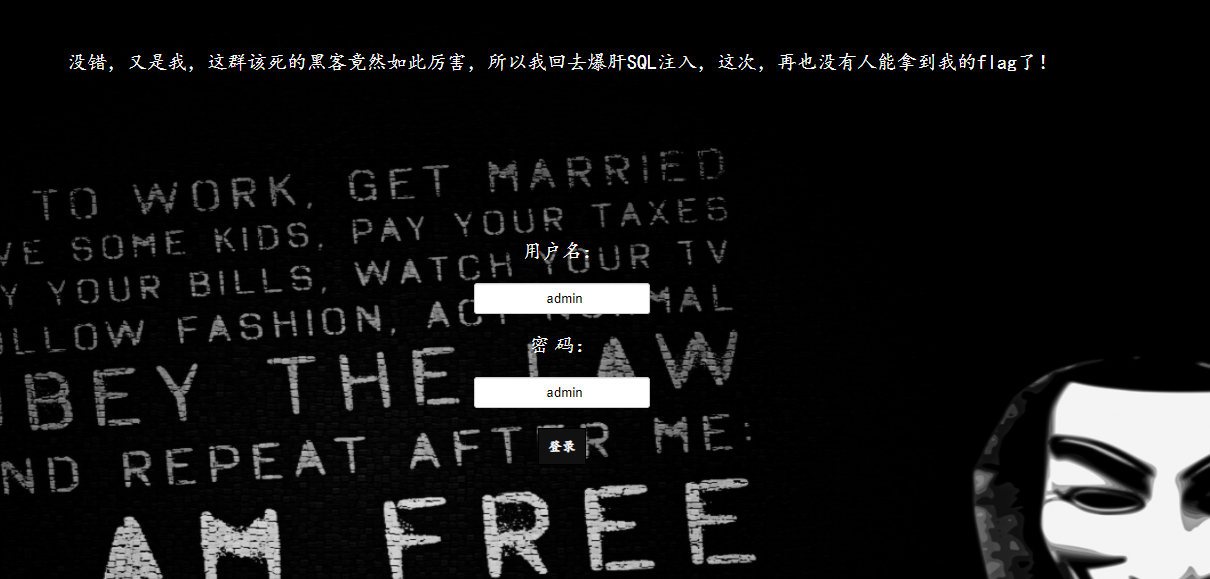 没错，又是我，这群该死的黑客竟然如此厉害，所以我回去爆肝SQL注入，这次，再也没有人能拿到我的flag了！
TO WORK, GET MARRIED
VE SOME KIDS, PAY YOUR TAXES
Y YOUR BILLS, WATCH YOUR TV
用户名：
admin
LLOW FASHION, ACT NORMAL
密 码：
admin
OBEY THE LAW
ND REPEAT AFTER ME:
登录
AM FREE